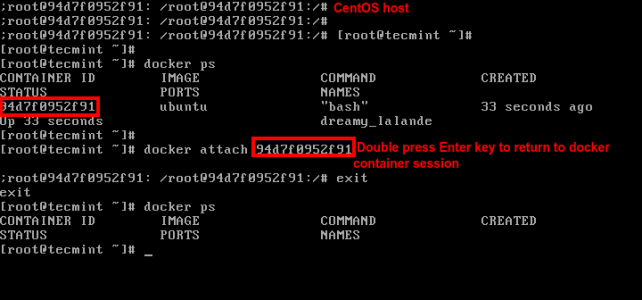 ;root@94d7f0952f91: /root@94d7f0952f91:/# CentOS host
;root@94d7f0952f91: /root@94d7f0952f91:/#
;root@94d7f0952f91: /root@94d7f0952f91:/# [root@tecmint ~]#
[root@tecmint ~]#
[root@tecmint ~]# docker ps
CONTAINER ID IMAGE COMMAND CREATED
STATUS PORTS NAMES
94d7f0952f91 ubuntu "bash" 33 seconds ago
Up 33 seconds dreamy_lalande
[root@tecmint ~]#
[root@tecmint ~]# docker attach 94d7f0952f91 Double press Enter key to return to docker
container session
;root@94d7f0952f91: /root@94d7f0952f91:/# exit
exit
[root@tecmint ~]# docker ps
CONTAINER ID IMAGE COMMAND CREATED
STATUS PORTS NAMES
[root@tecmint ~]# _